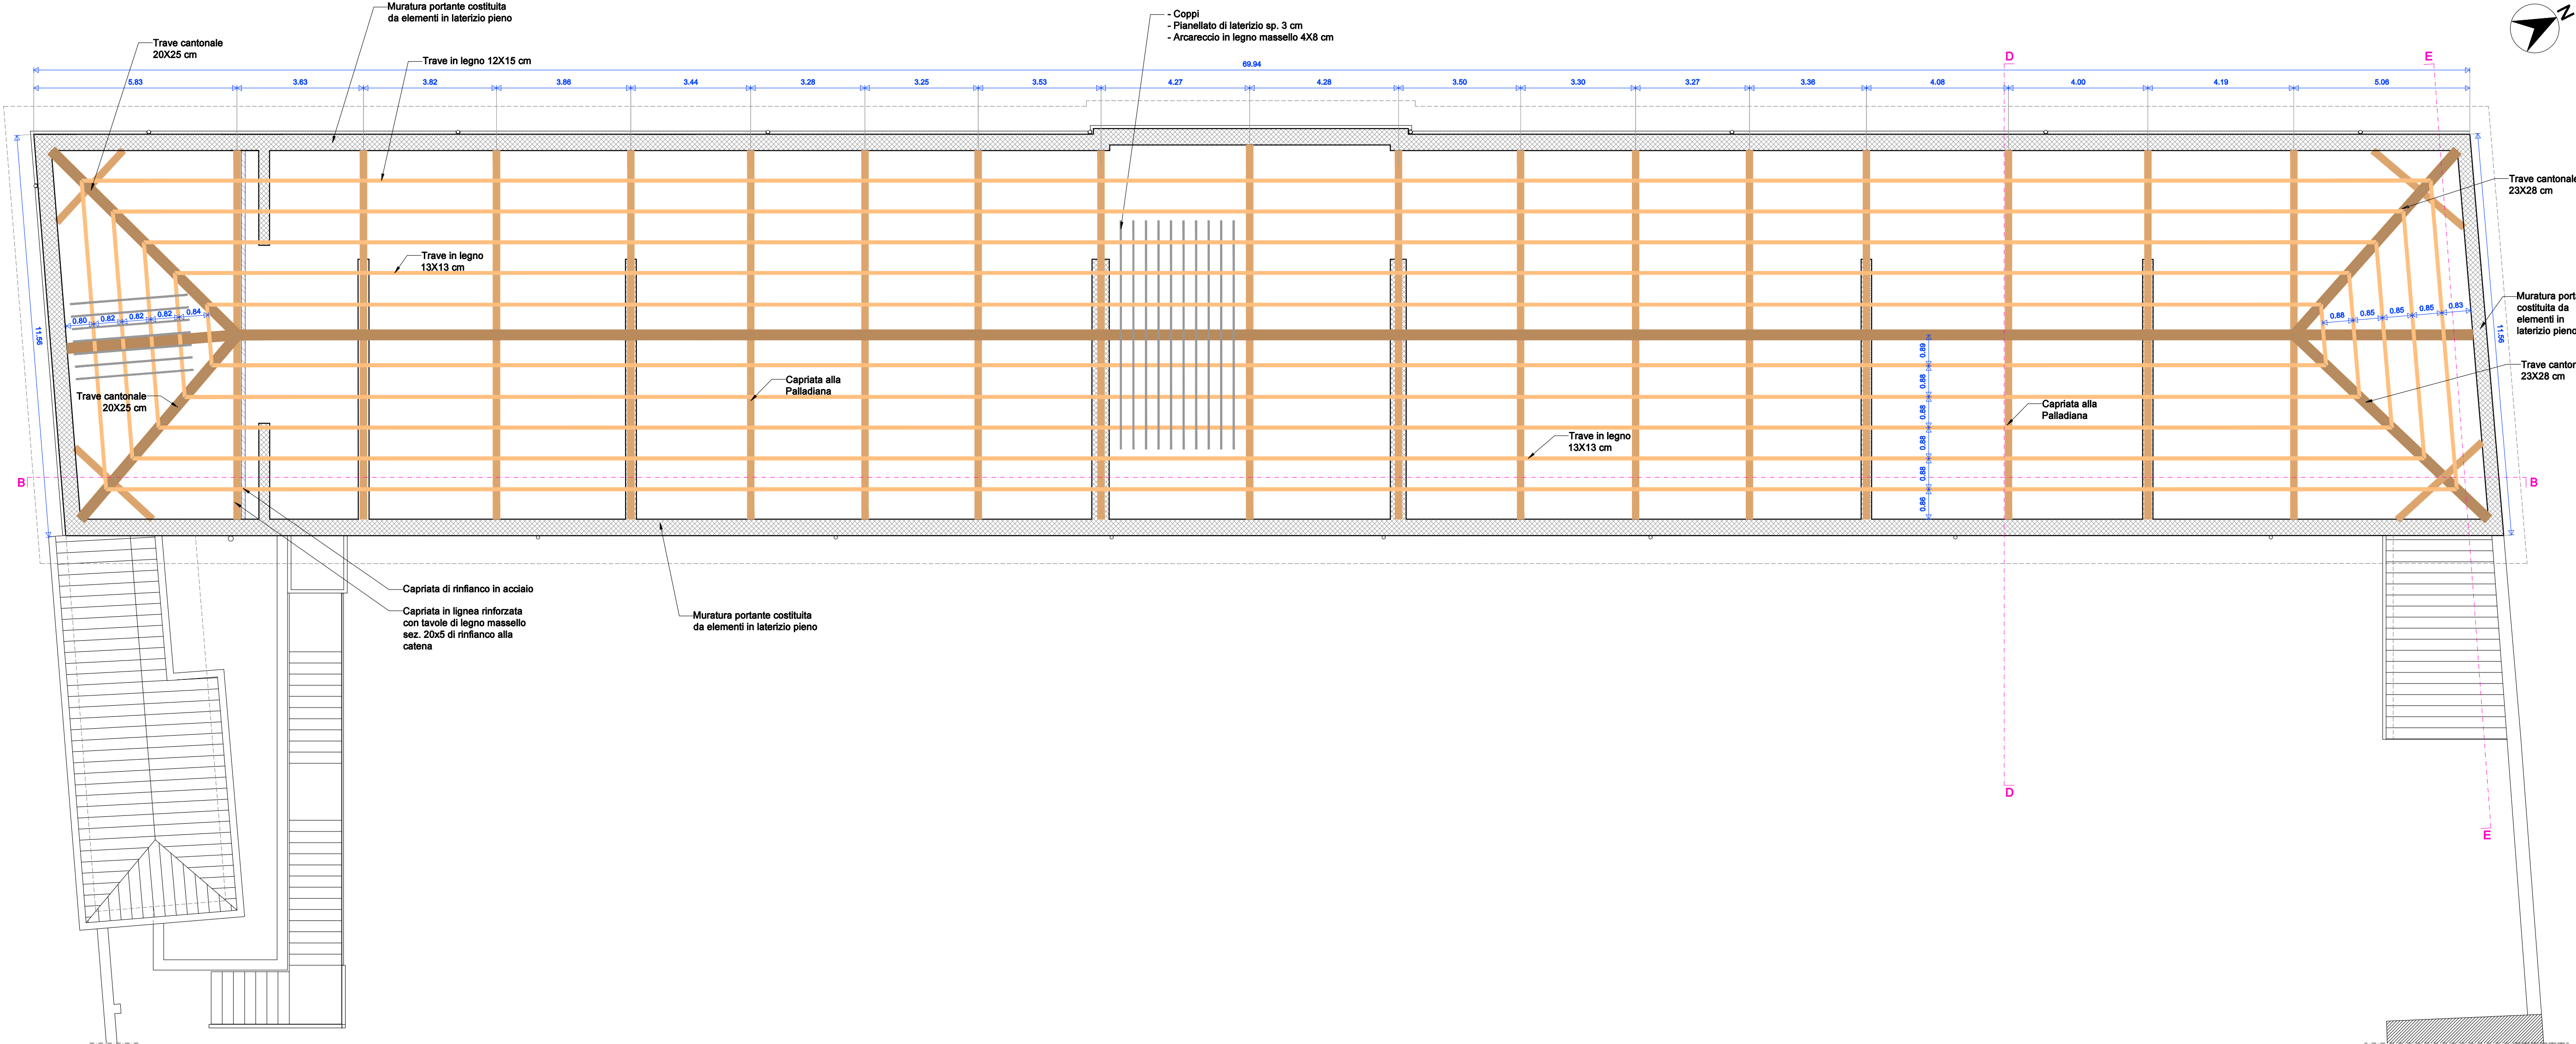 N
Muratura portante costituita
da elementi in laterizio pieno
- Coppi
- Pianellato di laterizio sp. 3 cm
- Arcareccio in legno massello 4X8 cm
Trave cantonale
20X25 cm
Trave in legno 12X15 cm
D
E
69.94
5.83 3.63 3.82 3.86 3.44 3.28 3.25 3.53 4.27 4.28 3.50 3.30 3.27 3.36 4.08 4.00 4.19 5.06
Trave cantonale
23X28 cm
Trave in legno
13X13 cm
Muratura port
costituita da
elementi in
laterizio pieno
0.80 0.82 0.82 0.82 0.84
0.88 0.85 0.85 0.85 0.83
11.56
11.56
0.89
0.88
0.88
0.88
0.88
0.86
Trave canton
23X28 cm
Capriata alla
Palladiana
Trave cantonale
20X25 cm
Capriata alla
Palladiana
Trave in legno
13X13 cm
B
B
Capriata di rinfianco in acciaio
Capriata in lignea rinforzata
con tavole di legno massello
sez. 20x5 di rinfianco alla
catena
Muratura portante costituita
da elementi in laterizio pieno
D
E